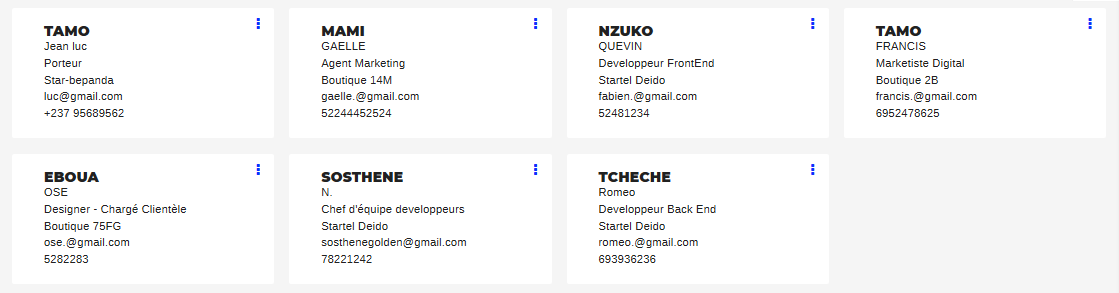 TAMO
Jean luc
Porteur
Star-bepanda
luc@gmail.com
+237 95689562
MAMI
GAELLE
Agent Marketing
Boutique 14M
gaelle.@gmail.com
52244452524
NZUKO
QUEVIN
Developpeur FrontEnd
Startel Deido
fabien.@gmail.com
52481234
TAMO
FRANCIS
Marketiste Digital
Boutique 2B
francis.@gmail.com
6952478625
EBOUA
OSE
Designer - Chargé Clientèle
Boutique 75FG
ose.@gmail.com
5282283
SOSTHENE
N.
Chef d'équipe developpeurs
Startel Deido
sosthenegolden@gmail.com
78221242
TCHECHE
Romeo
Developpeur Back End
Startel Deido
romeo.@gmail.com
693936236